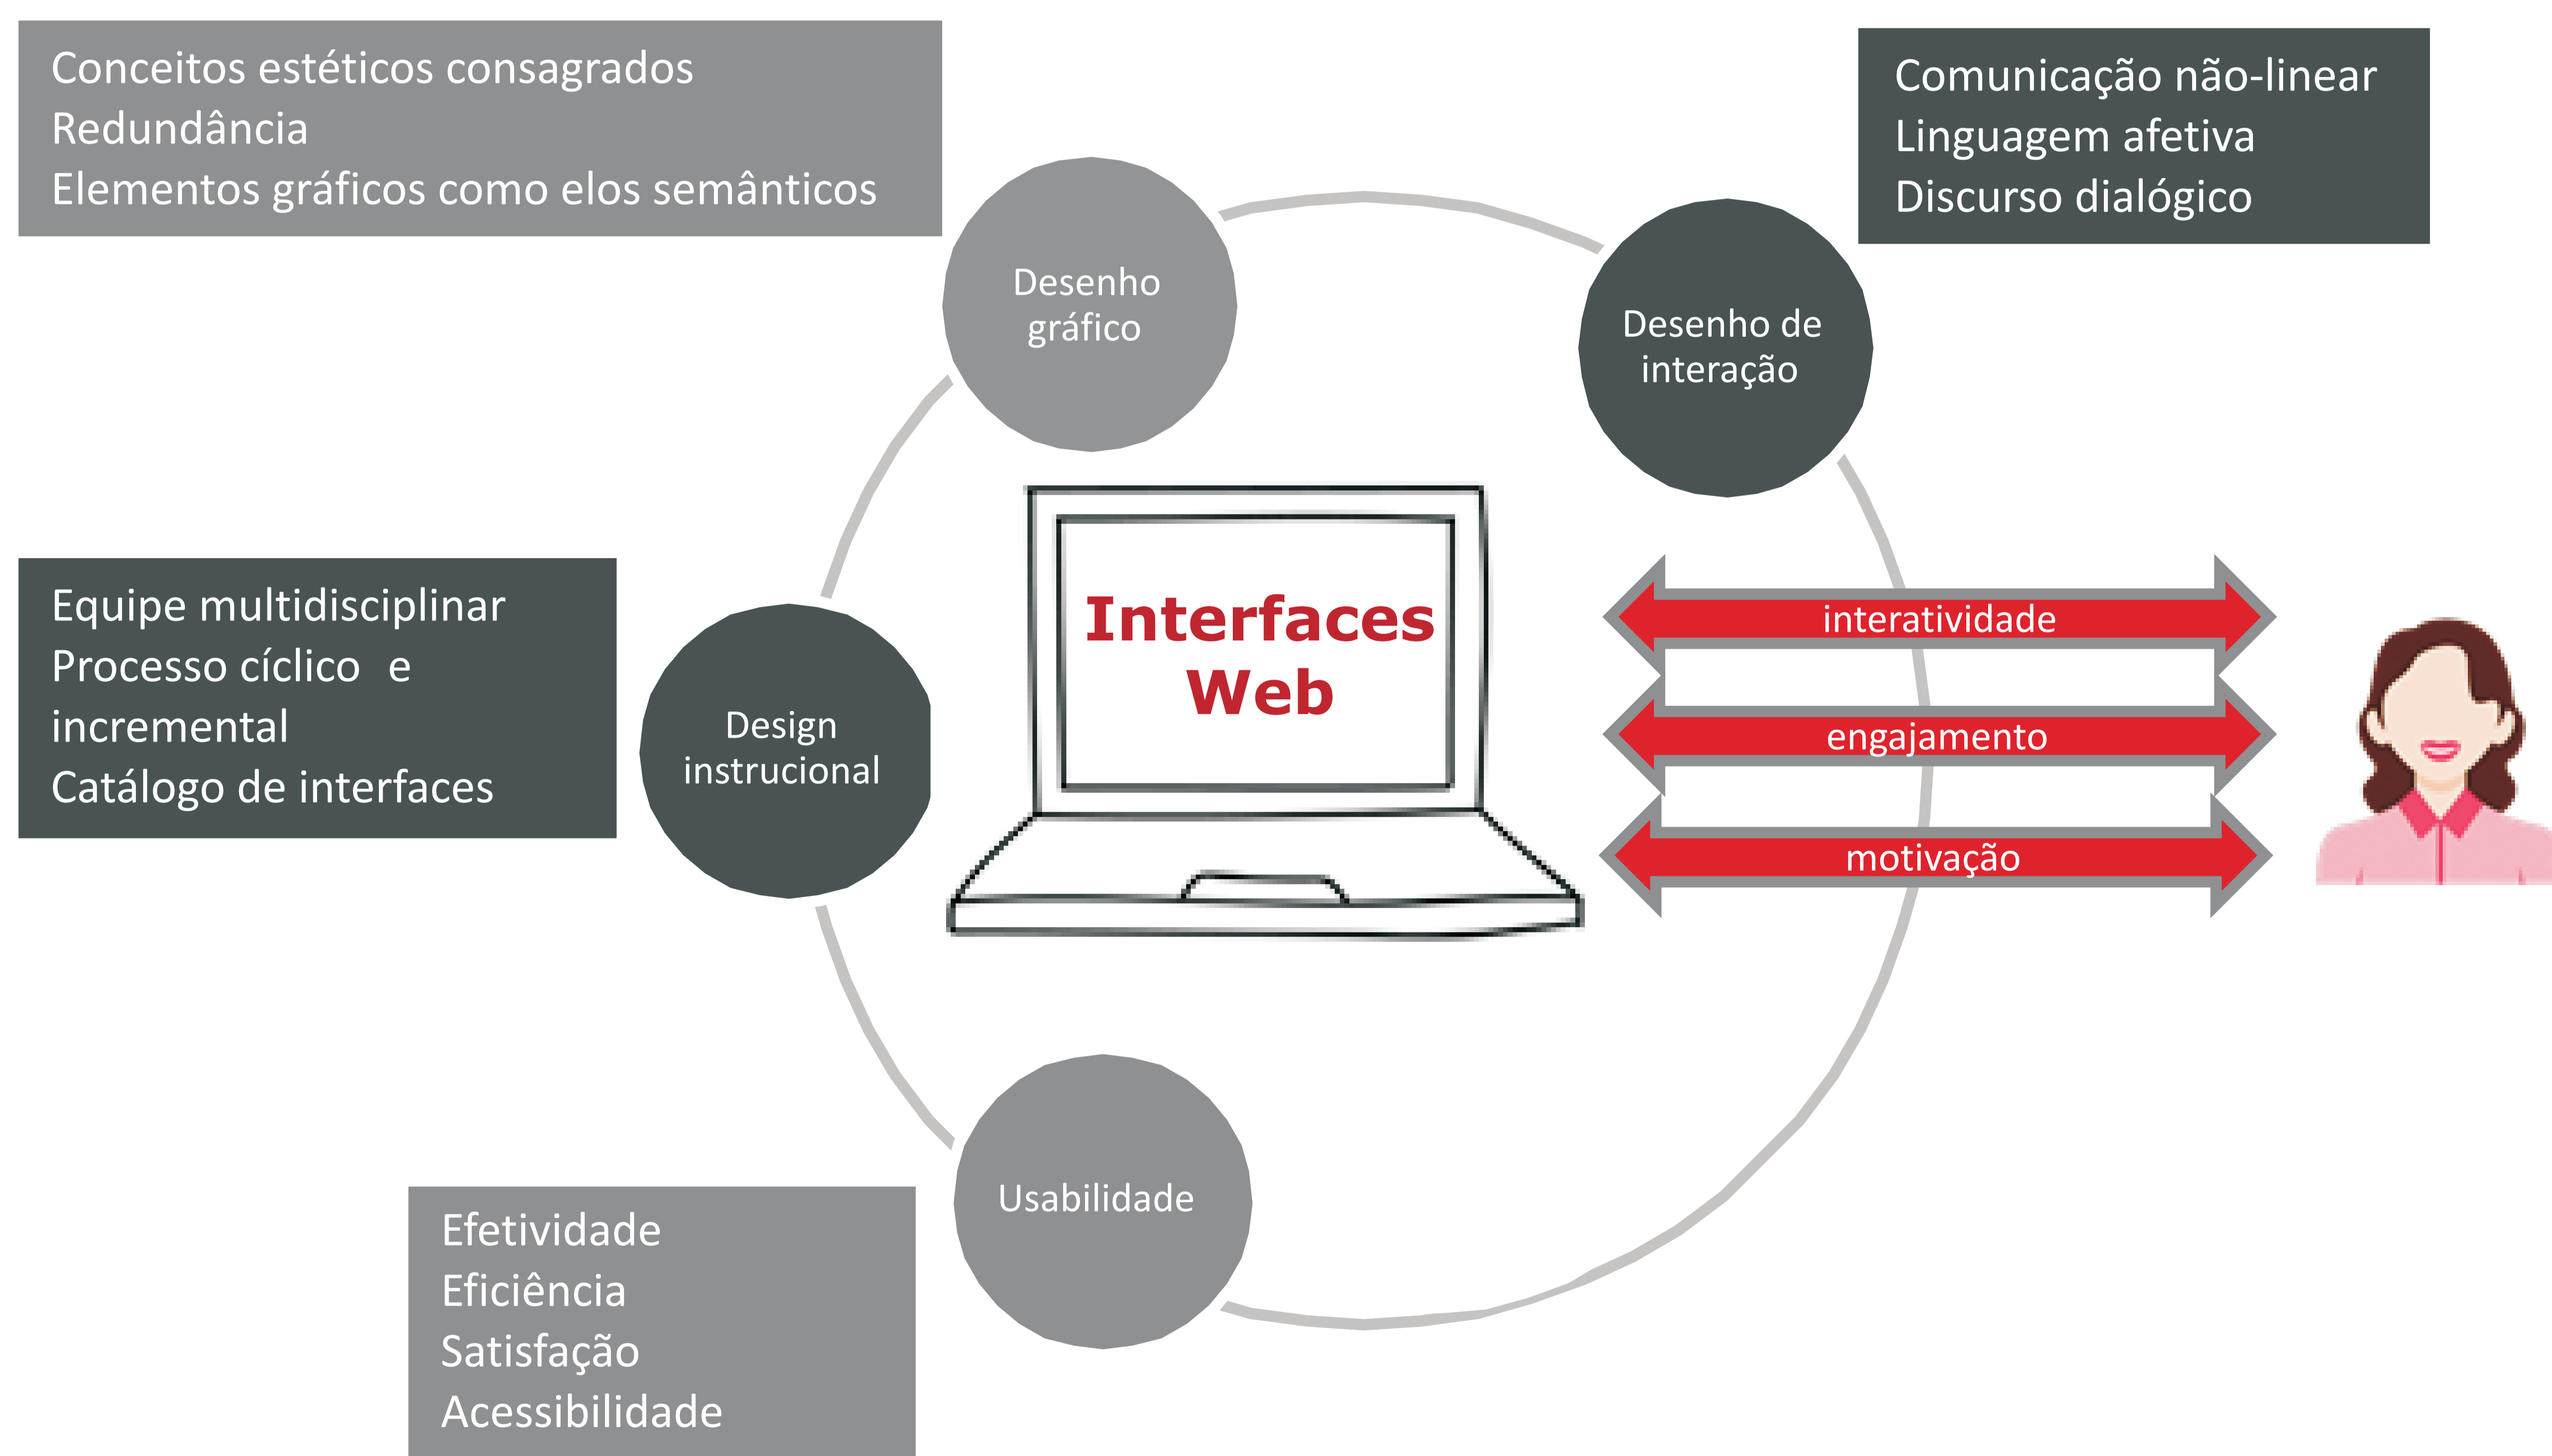 Conceitos estéticos consagrados
Redundância
Elementos gráficos como elos semânticos
Comunicação não-linear
Linguagem afetiva
Discurso dialógico
Desenho
gráfico
Desenho de
interação
Equipe multidisciplinar
Processo cíclico e
incremental
Catálogo de interfaces
Design
instrucional
Interfaces
Web
interatividade
engajamento
motivação
Usabilidade
Efetividade
Eficiência
Satisfação
Acessibilidade